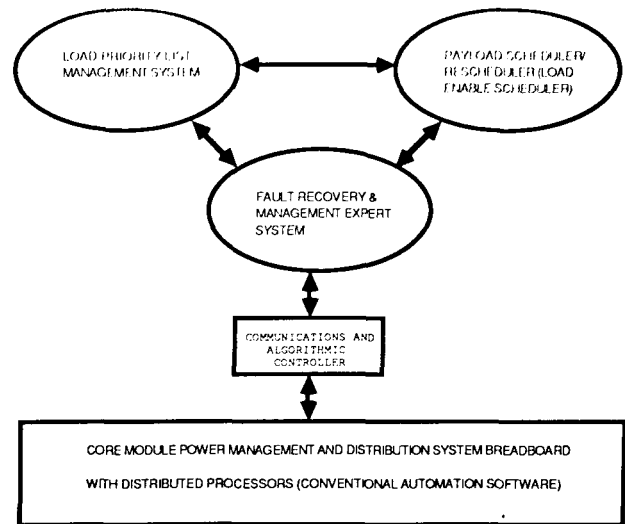 LOAD PRIORITY LIST
MANAGEMENT SYSTEM
PAYLOAD SCHEDULER/
RESCHEDULER (LOAD
ENABLE SCHEDULER)
FAULT RECOVERY &
MANAGEMENT EXPERT
SYSTEM
COMMUNICATIONS AND
ALGORITHMIC
CONTROLLER
CORE MODULE POWER MANAGEMENT AND DISTRIBUTION SYSTEM BREADBOARD
WITH DISTRIBUTED PROCESSORS (CONVENTIONAL AUTOMATION SOFTWARE)